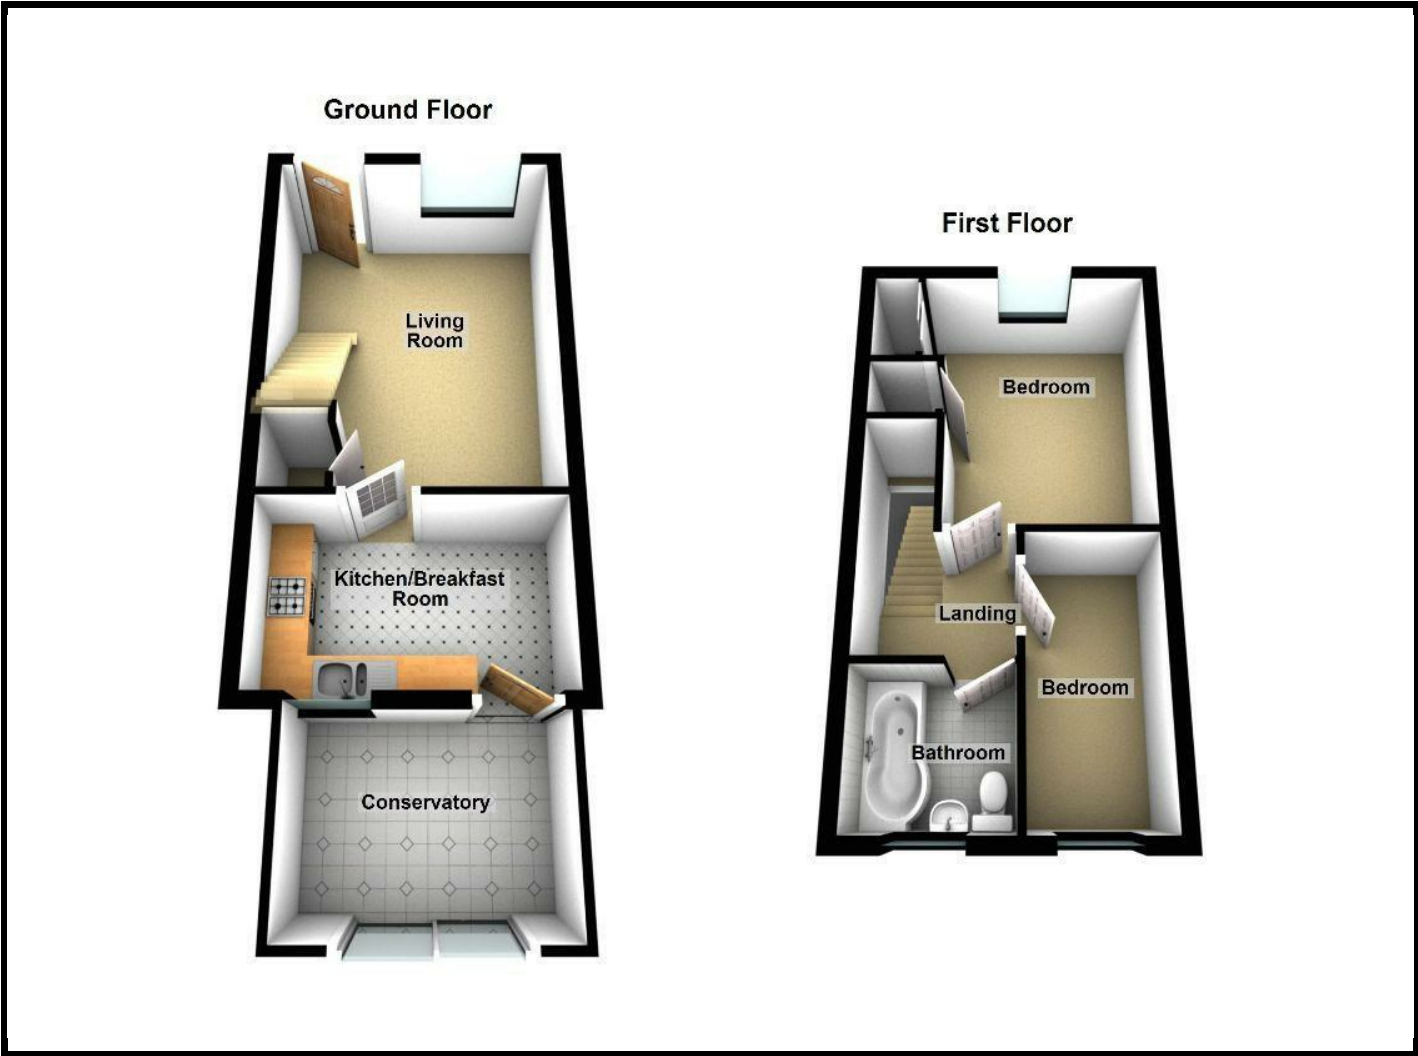 Ground Floor
Living
Room
Kitchen/Breakfast
Room
Conservatory
First Floor
Bedroom
Landing
Bedroom
Bathroom